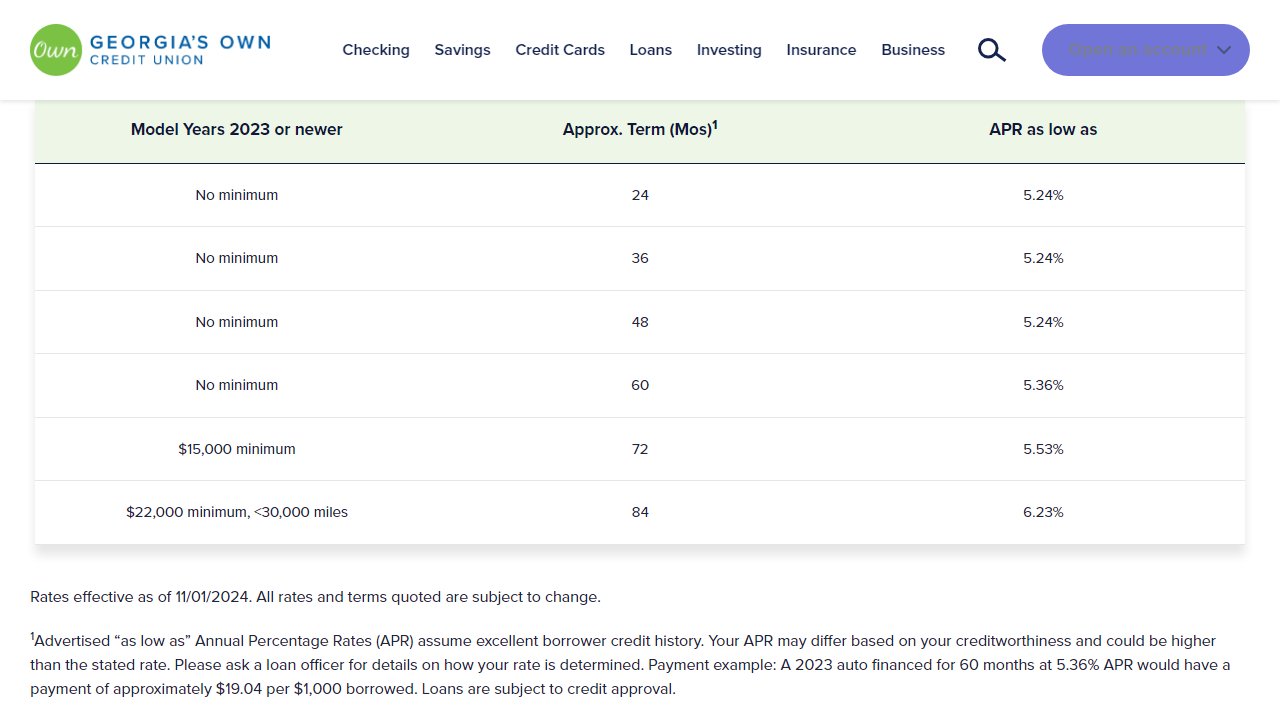 Own GEORGIA'S OWN
CREDIT UNION
Checking Savings Credit Cards Loans Investing Insurance Business
Open an account
Model Years 2023 or newer Approx. Term (Mos)¹ APR as low as
No minimum 24 5.24%
No minimum 36 5.24%
No minimum 48 5.24%
No minimum 60 5.36%
$15,000 minimum 72 5.53%
$22,000 minimum, <30,000 miles 84 6.23%
Rates effective as of 11/01/2024. All rates and terms quoted are subject to change.
¹Advertised “as low as” Annual Percentage Rates (APR) assume excellent borrower credit history. Your APR may differ based on your creditworthiness and could be higher
than the stated rate. Please ask a loan officer for details on how your rate is determined. Payment example: A 2023 auto financed for 60 months at 5.36% APR would have a
payment of approximately $19.04 per $1,000 borrowed. Loans are subject to credit approval.